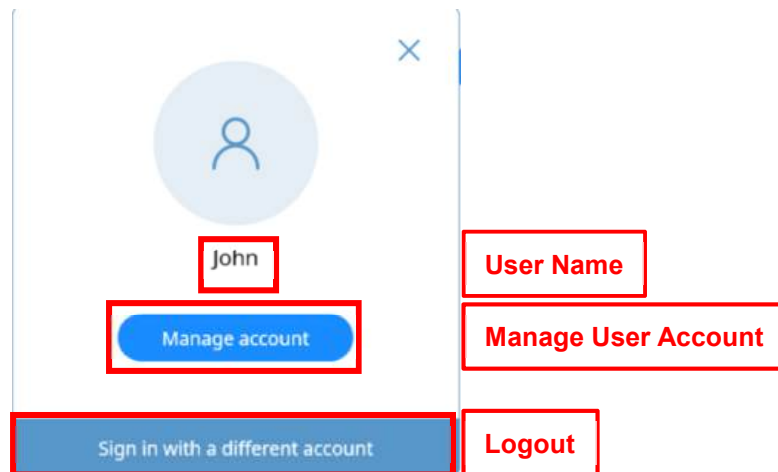 John
User Name
Manage account
Manage User Account
Sign in with a different account
Logout